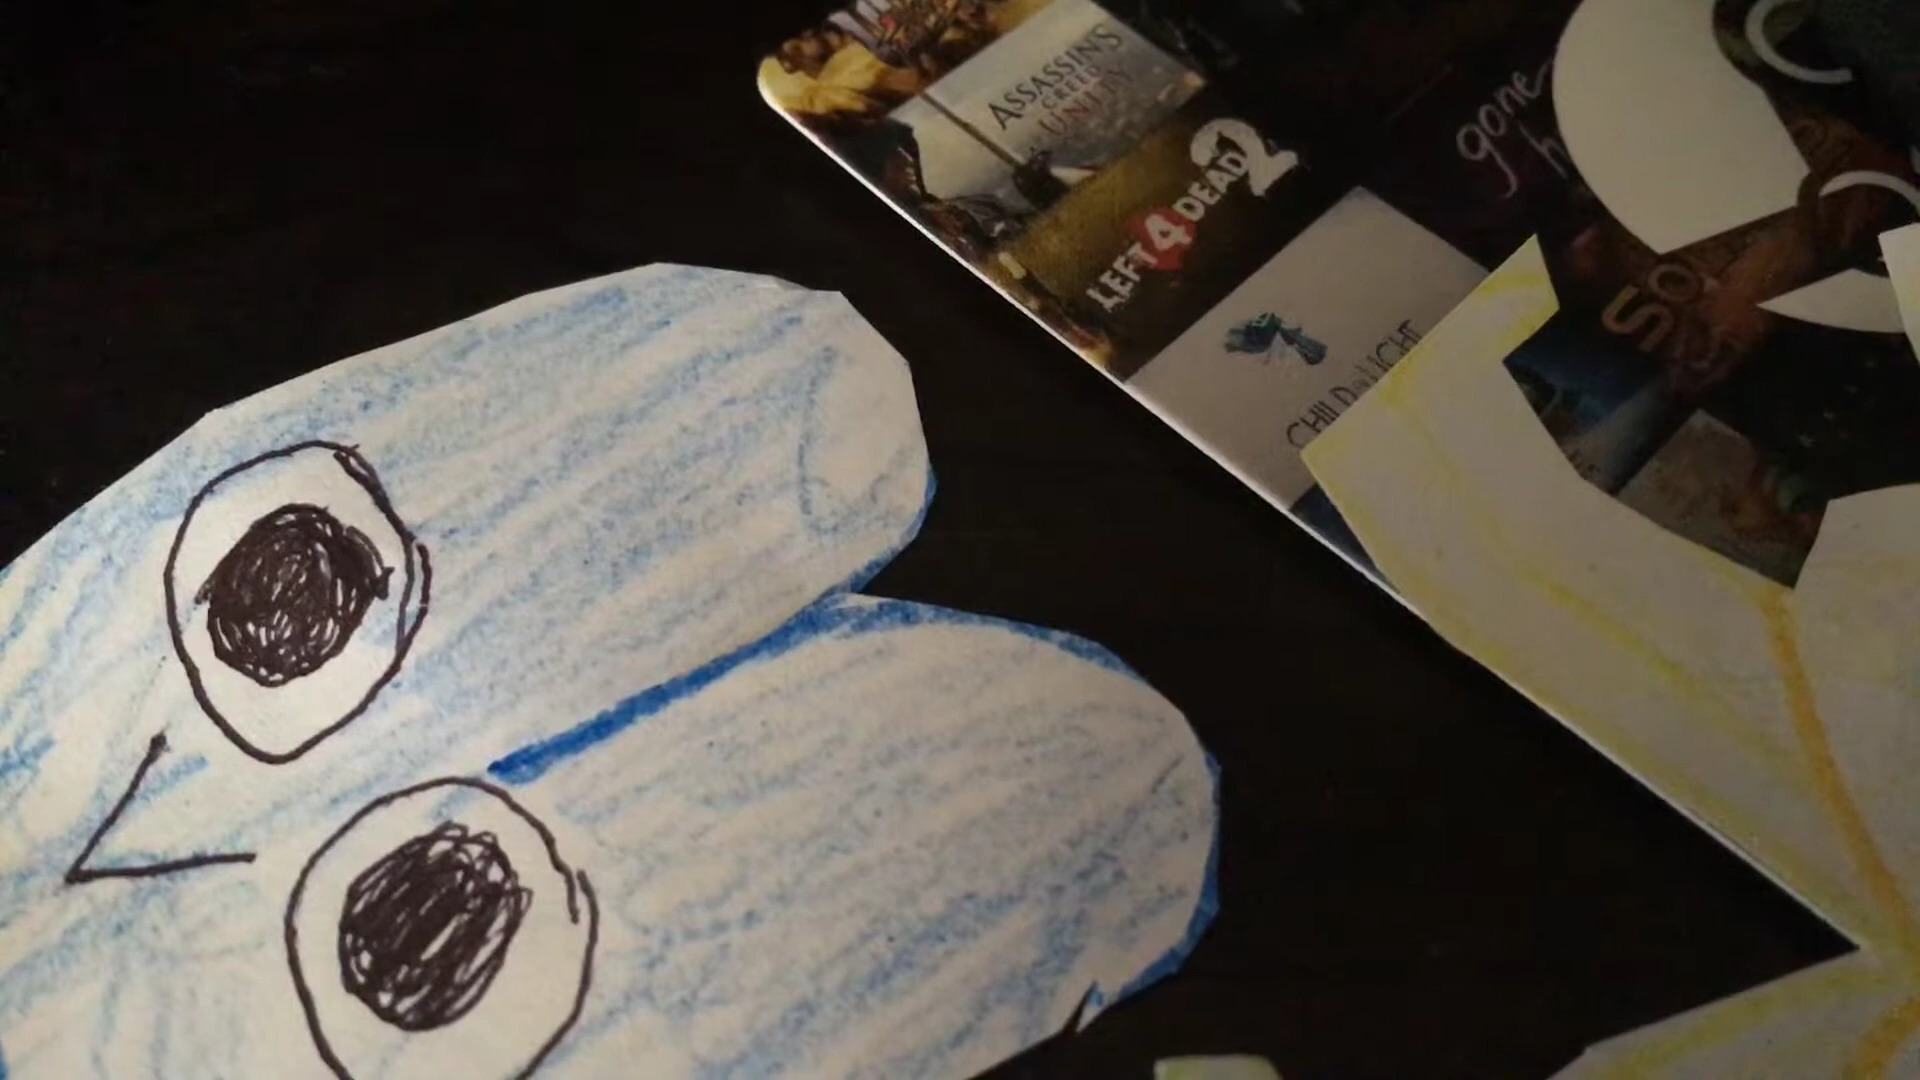 ASSASSIN'S
CREED
UNITY
LEFT 4 DEAD 2
gone
CHILD of LIGHT